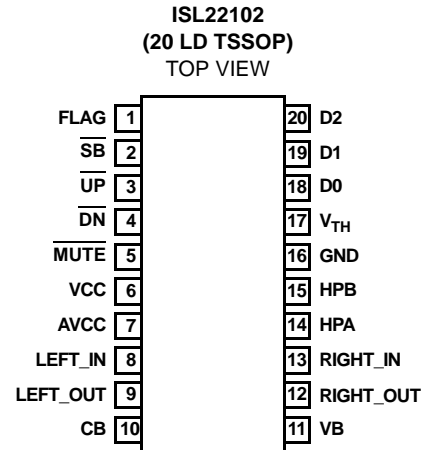 ISL22102
(20 LD TSSOP)
TOP VIEW
FLAG 1 20 D2
SB 2 19 D1
UP 3 18 D0
DN 4 17 VTH
MUTE 5 16 GND
VCC 6 15 HPB
AVCC 7 14 HPA
LEFT_IN 8 13 RIGHT_IN
LEFT_OUT 9 12 RIGHT_OUT
CB 10 11 VB